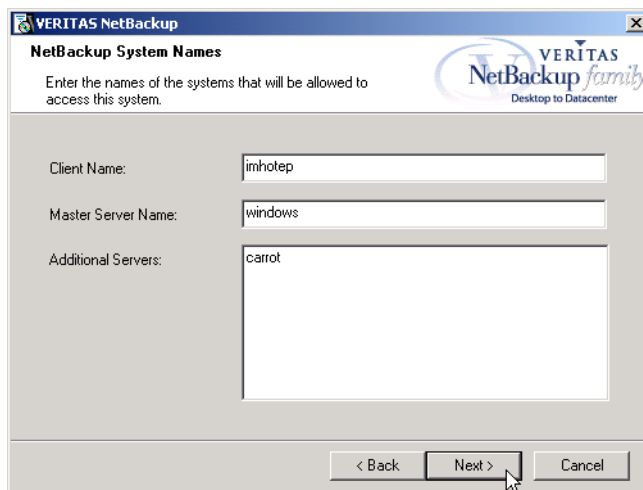 VERITAS NetBackup
NetBackup System Names
Enter the names of the systems that will be allowed to
access this system.
VERITAS
NetBackup family
Desktop to Datacenter
Client Name:
imhotep
Master Server Name:
windows
Additional Servers:
carrot
< Back
Next >
Cancel